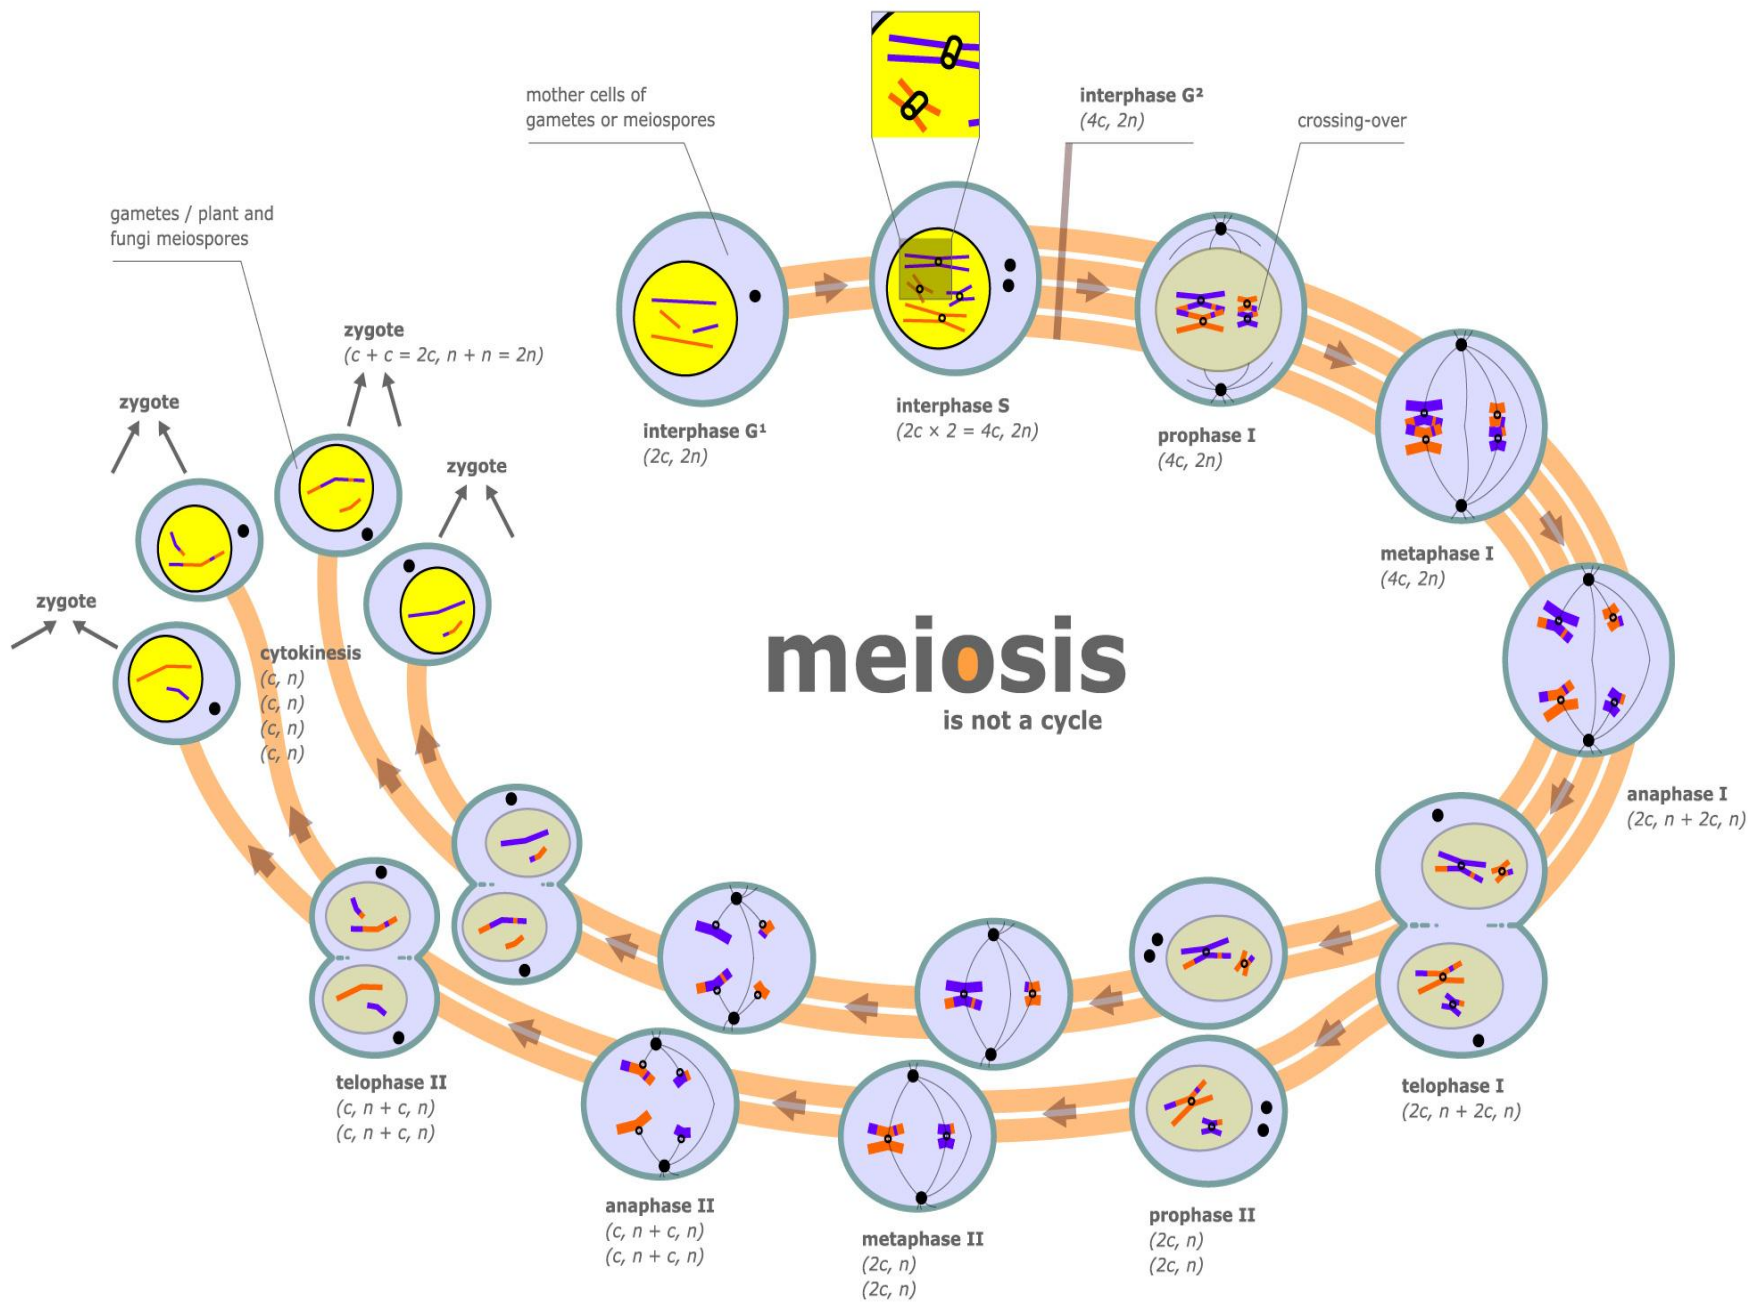 mother cells of
gametes or meiospores
interphase G²
(4c, 2n)
crossing-over
gametes / plant and
fungi meiospores
zygote
(c + c = 2c, n + n = 2n)
zygote
zygote
zygote
interphase G¹
(2c, 2n)
interphase S
(2c × 2 = 4c, 2n)
prophase I
(4c, 2n)
metaphase I
(4c, 2n)
meiosis
is not a cycle
cytokinesis
(c, n)
(c, n)
(c, n)
(c, n)
anaphase I
(2c, n + 2c, n)
telophase I
(2c, n + 2c, n)
prophase II
(2c, n)
(2c, n)
metaphase II
(2c, n)
(2c, n)
anaphase II
(c, n + c, n)
(c, n + c, n)
telophase II
(c, n + c, n)
(c, n + c, n)